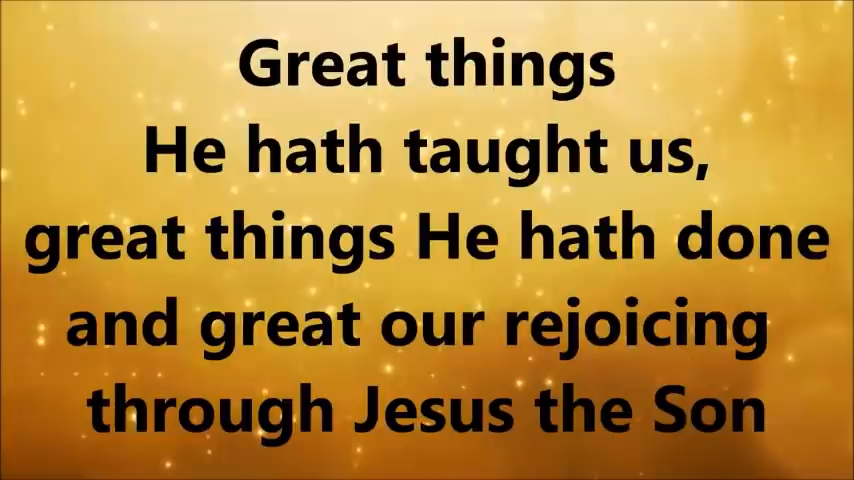 Great things
He hath taught us,
great things He hath done
and great our rejoicing
through Jesus the Son